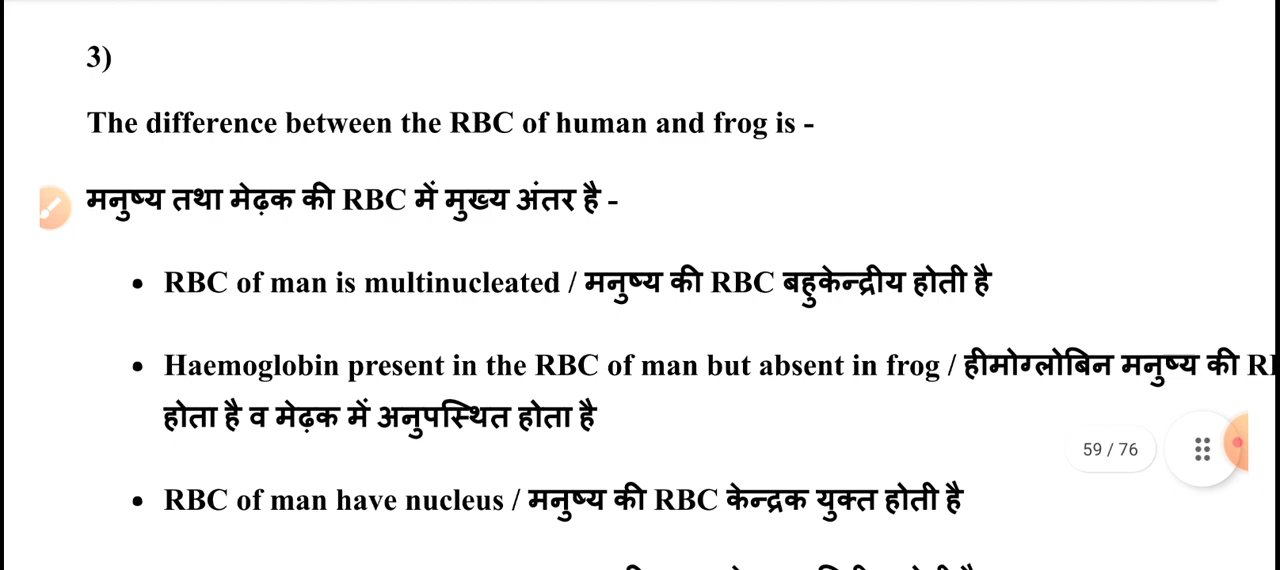 3)
The difference between the RBC of human and frog is -
मनुष्य तथा मेढ़क की RBC में मुख्य अंतर है -
• RBC of man is multinucleated / मनुष्य की RBC बहुकेन्द्रीय होती है
• Haemoglobin present in the RBC of man but absent in frog / हीमोग्लोबिन मनुष्य की
होता है व मेढ़क में अनुपस्थित होता है
59 / 76
• RBC of man have nucleus / मनुष्य की RBC केन्द्रक युक्त होती है